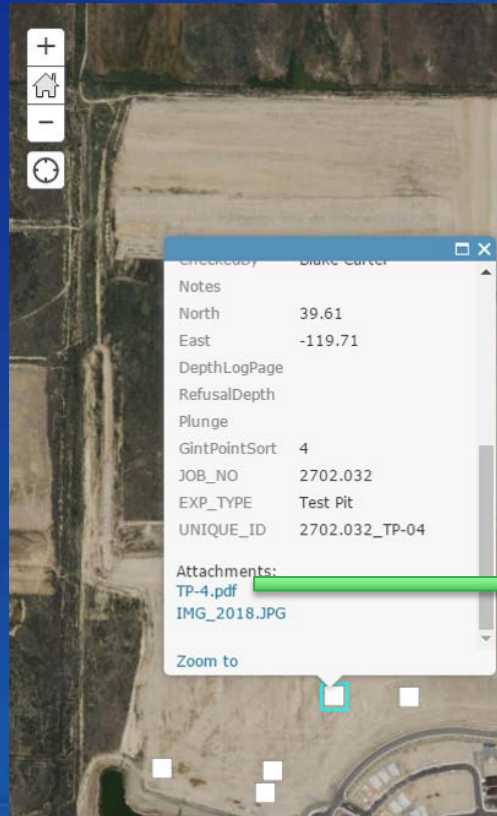 +
−
Notes
North 39.61
East -119.71
DepthLogPage
RefusalDepth
Plunge
GintPointSort 4
JOB_NO 2702.032
EXP_TYPE Test Pit
UNIQUE_ID 2702.032_TP-04
Attachments:
TP-4.pdf
IMG_2018.JPG
Zoom to